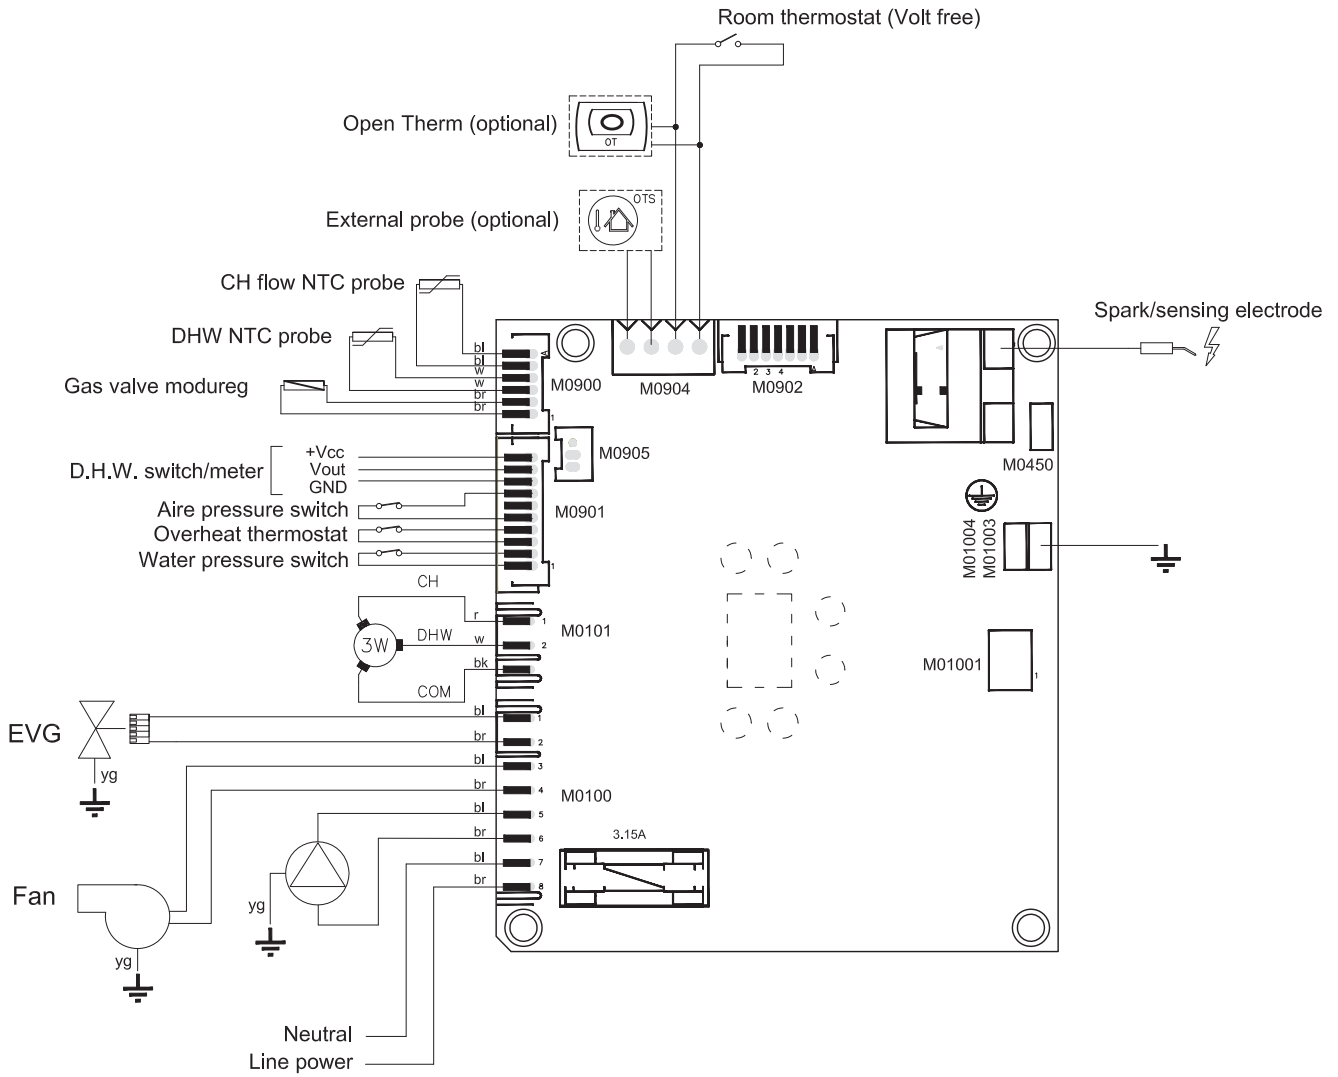 Room thermostat (Volt free)
Open Therm (optional)
OT
External probe (optional)
OTS
CH flow NTC probe
DHW NTC probe
Gas valve modureg
Spark/sensing electrode
bl
bl
w
w
br
br
A
1
M0900
M0904
2 3 4 A
M0902
M0905
M0450
D.H.W. switch/meter
+Vcc
Vout
GND
Aire pressure switch
Overheat thermostat
Water pressure switch
M0901
1
M01004
M01003
CH
3W
DHW
COM
r
w
bk
1
2
M0101
M01001
1
EVG
yg
bl
br
bl
br
bl
br
bl
br
1
2
3
4
5
6
7
8
M0100
3.15A
Fan
yg
yg
Neutral
Line power